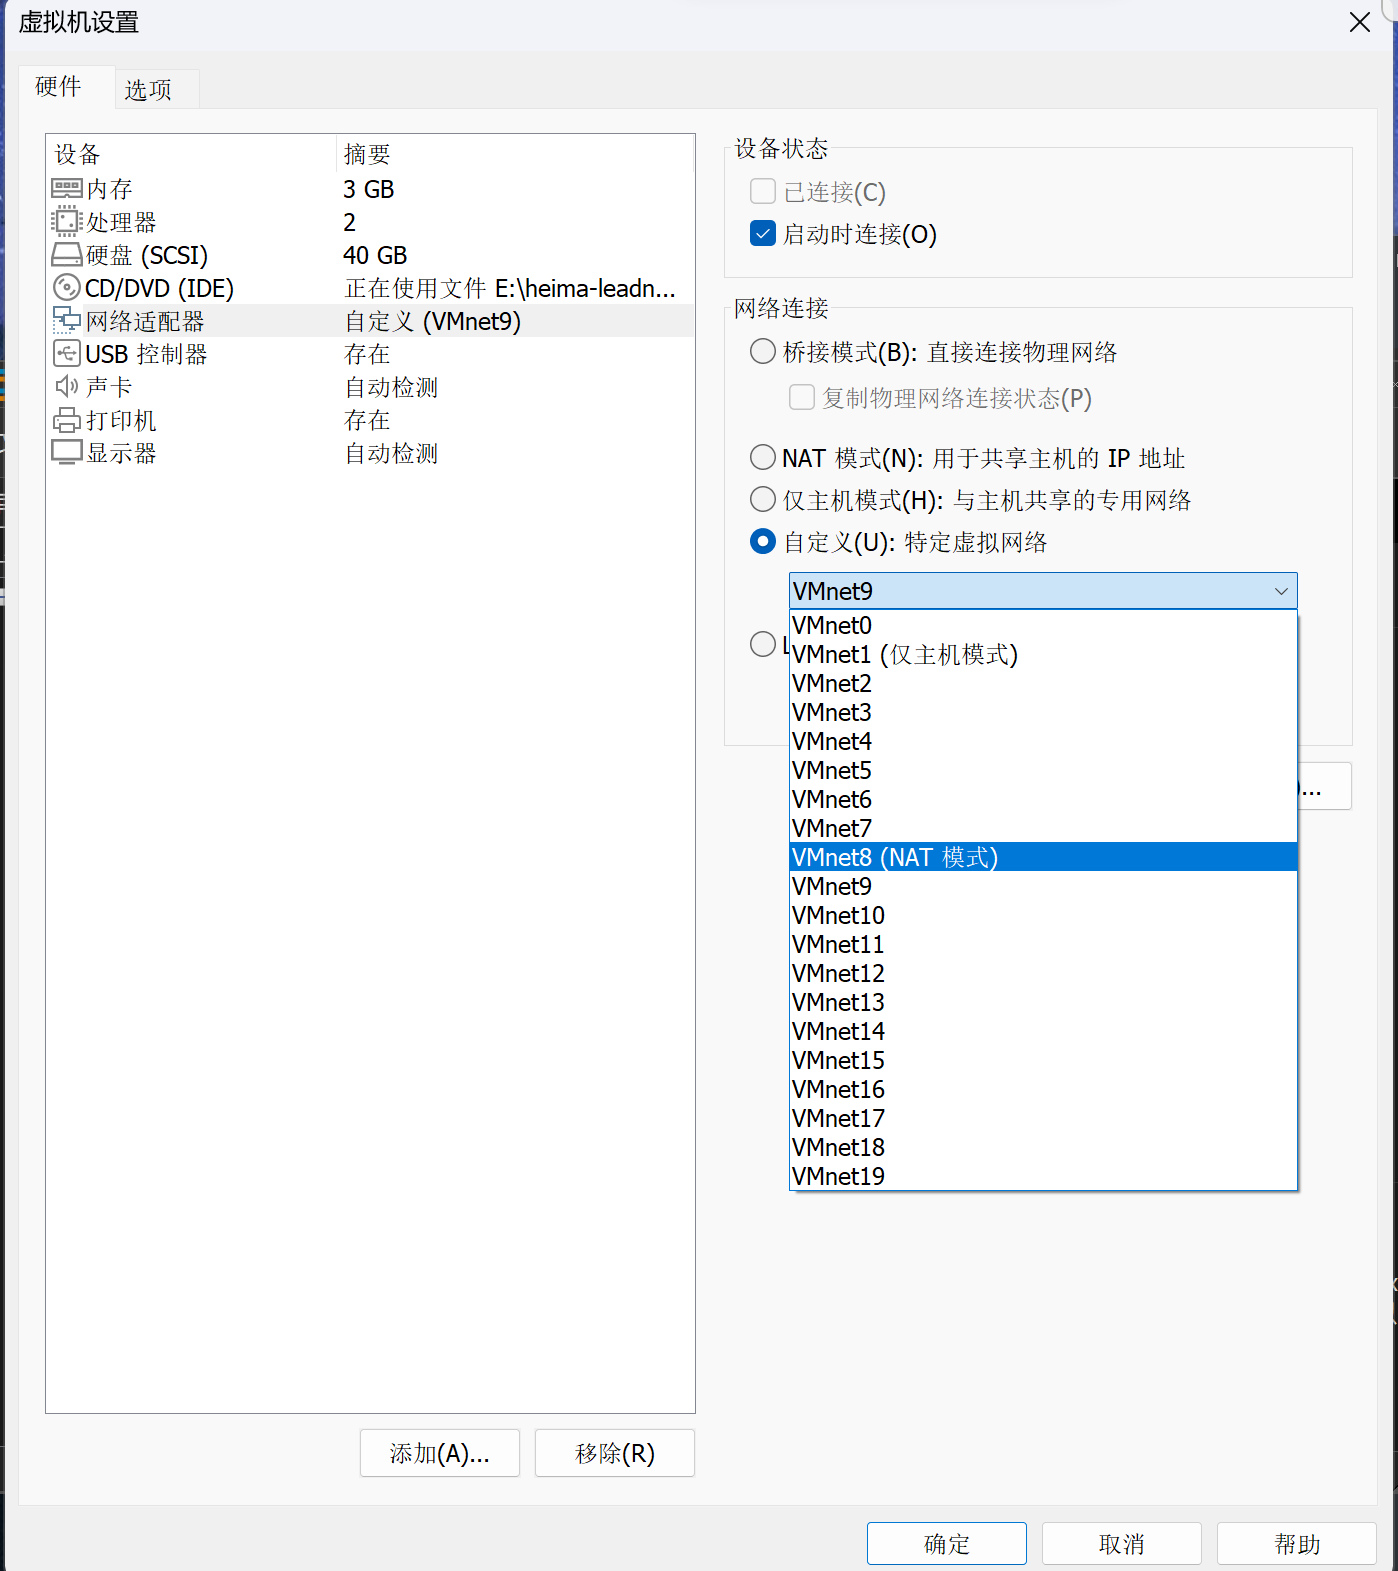 虚拟机设置
硬件
选项
设备 摘要
内存 3 GB
处理器 2
硬盘 (SCSI) 40 GB
CD/DVD (IDE) 正在使用文件 E:\heima-leadn...
网络适配器 自定义 (VMnet9)
USB 控制器 存在
声卡 自动检测
打印机 存在
显示器 自动检测
添加(A)...
移除(R)
设备状态
已连接(C)
启动时连接(O)
网络连接
桥接模式(B): 直接连接物理网络
复制物理网络连接状态(P)
NAT 模式(N): 用于共享主机的 IP 地址
仅主机模式(H): 与主机共享的专用网络
自定义(U): 特定虚拟网络
VMnet9
VMnet0
VMnet1 (仅主机模式)
VMnet2
VMnet3
VMnet4
VMnet5
VMnet6
VMnet7
VMnet8 (NAT 模式)
VMnet9
VMnet10
VMnet11
VMnet12
VMnet13
VMnet14
VMnet15
VMnet16
VMnet17
VMnet18
VMnet19
)...
确定
取消
帮助